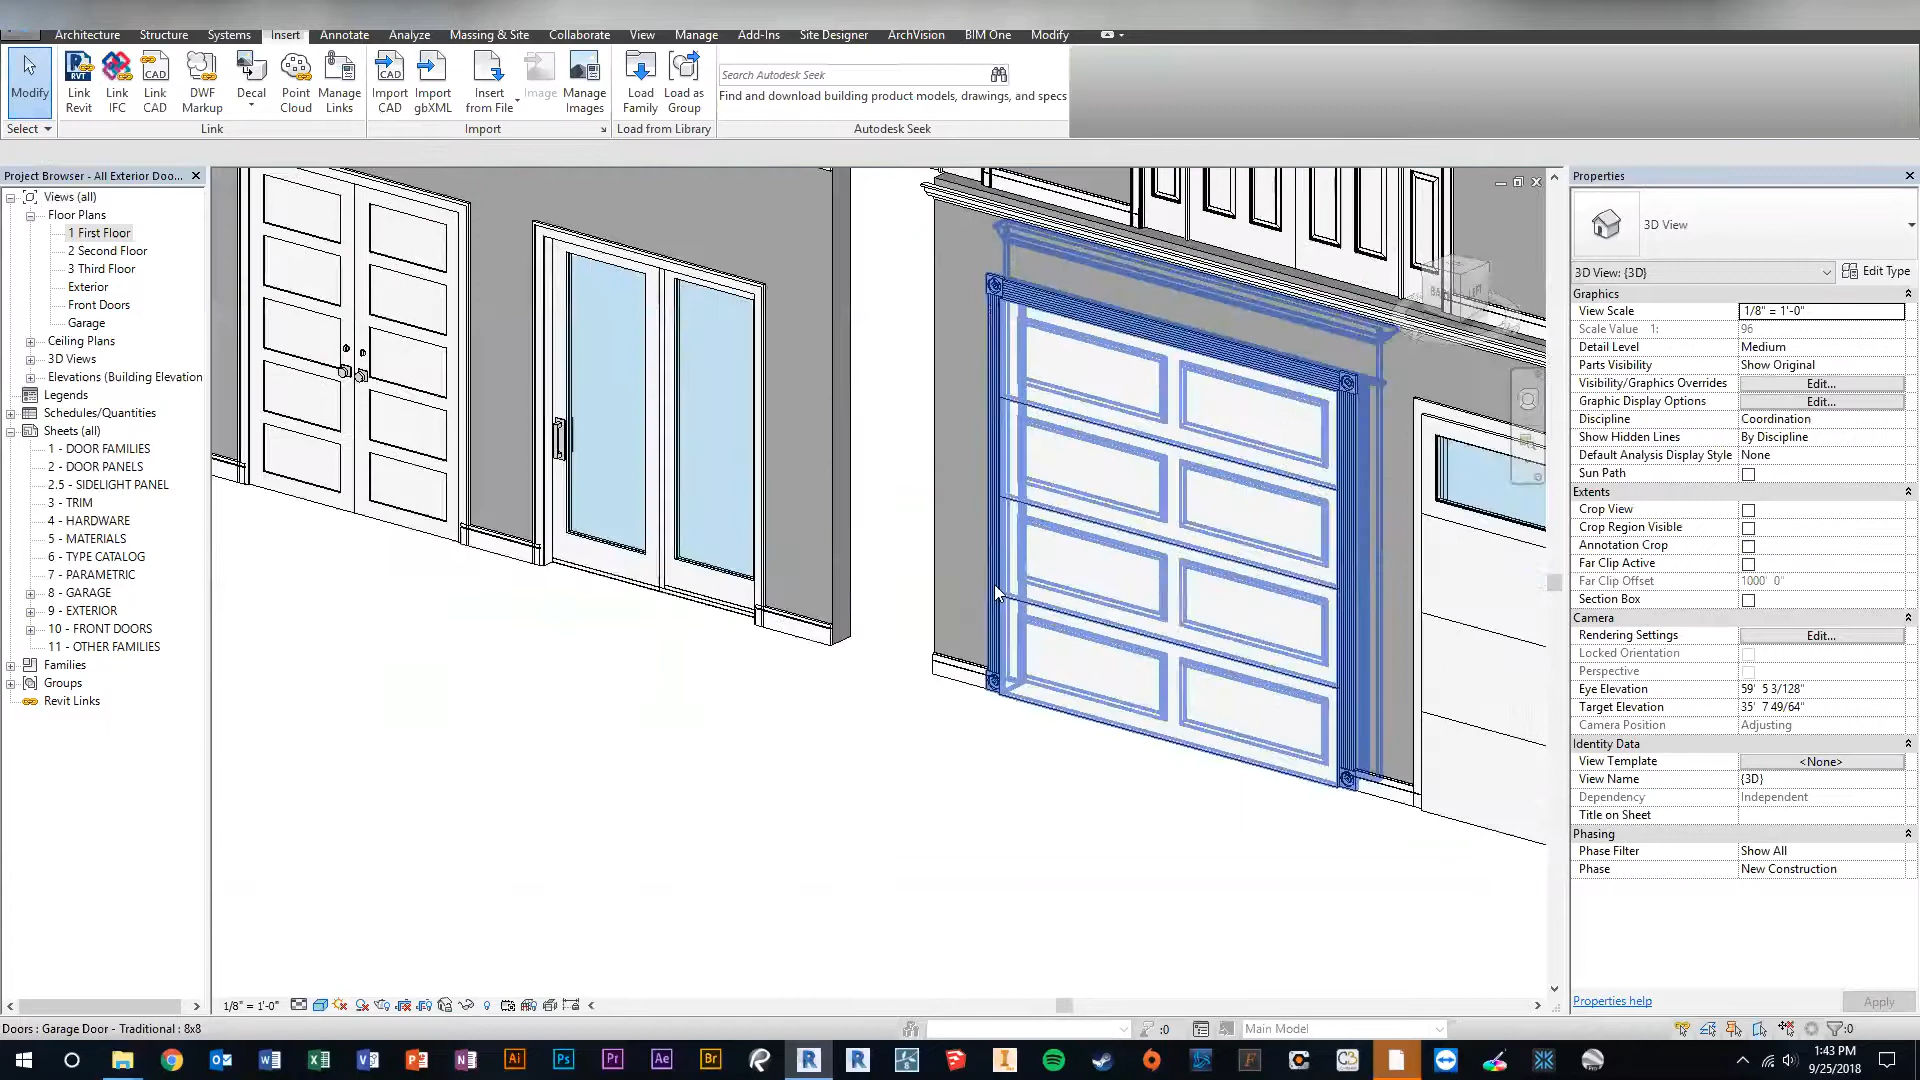 Architecture Structure Systems Insert Annotate Analyze Massing & Site Collaborate View Manage Add-Ins Site Designer ArchVision BIM One Modify
Modify
Link Revit
Link IFC
Link CAD
DWF Markup
Decal
Point Cloud
Manage Links
Import CAD
Import gbXML
Insert from File
Image
Manage Images
Load Family
Load as Group
Search Autodesk Seek
Find and download building product models, drawings, and specs
Select
Link
Import
Load from Library
Autodesk Seek
Project Browser - All Exterior Doo...
Views (all)
Floor Plans
1 First Floor
2 Second Floor
3 Third Floor
Exterior
Front Doors
Garage
Ceiling Plans
3D Views
Elevations (Building Elevation
Legends
Schedules/Quantities
Sheets (all)
1 - DOOR FAMILIES
2 - DOOR PANELS
2.5 - SIDELIGHT PANEL
3 - TRIM
4 - HARDWARE
5 - MATERIALS
6 - TYPE CATALOG
7 - PARAMETRIC
8 - GARAGE
9 - EXTERIOR
10 - FRONT DOORS
11 - OTHER FAMILIES
Families
Groups
Revit Links
Properties
3D View
3D View: {3D}
Edit Type
Graphics
View Scale 1/8" = 1'-0"
Scale Value 1: 96
Detail Level Medium
Parts Visibility Show Original
Visibility/Graphics Overrides Edit...
Graphic Display Options Edit...
Discipline Coordination
Show Hidden Lines By Discipline
Default Analysis Display Style None
Sun Path
Extents
Crop View
Crop Region Visible
Annotation Crop
Far Clip Active
Far Clip Offset 1000' 0"
Section Box
Camera
Rendering Settings Edit...
Locked Orientation
Perspective
Eye Elevation 59' 5 3/128"
Target Elevation 35' 7 49/64"
Camera Position Adjusting
Identity Data
View Template <None>
View Name {3D}
Dependency Independent
Title on Sheet
Phasing
Phase Filter Show All
Phase New Construction
Properties help
Apply
1/8" = 1'-0"
Doors : Garage Door - Traditional : 8x8
:0
Main Model
:0
1:43 PM
9/25/2018